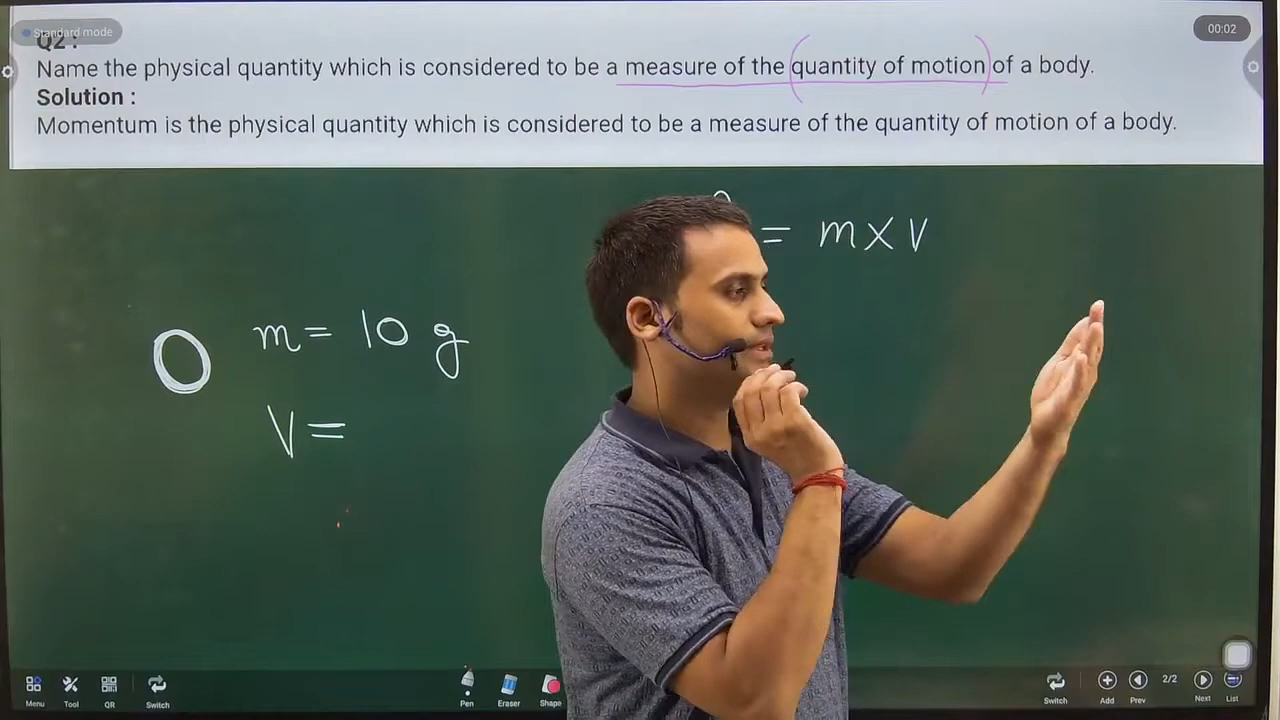 Standard mode
00:02
Q2 :
Name the physical quantity which is considered to be a measure of the (quantity of motion) of a body.
Solution :
Momentum is the physical quantity which is considered to be a measure of the quantity of motion of a body.
= m × v
m = 10 g
v =
Menu Tool QR Switch Pen Eraser Shape Switch Add Prev 2/2 Next List